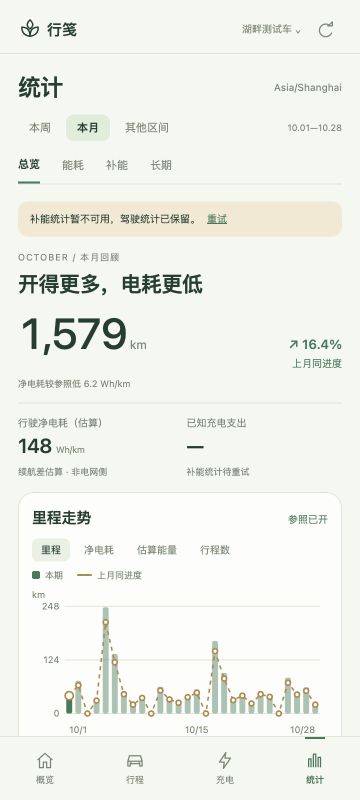 行笺
湖畔测试车
统计
Asia/Shanghai
本周 本月 其他区间 10.01—10.28
总览 能耗 补能 长期
补能统计暂不可用，驾驶统计已保留。 重试
OCTOBER / 本月回顾
开得更多，电耗更低
1,579 km
↗ 16.4%
上月同进度
净电耗较参照低 6.2 Wh/km
行驶净电耗（估算） 已知充电支出
148 Wh/km —
续航差估算 · 非电网侧 补能统计待重试
里程走势 参照已开
里程 净电耗 估算能量 行程数
本期 上月同进度
km
248
124
0
10/1 10/15 10/28
概览 行程 充电 统计